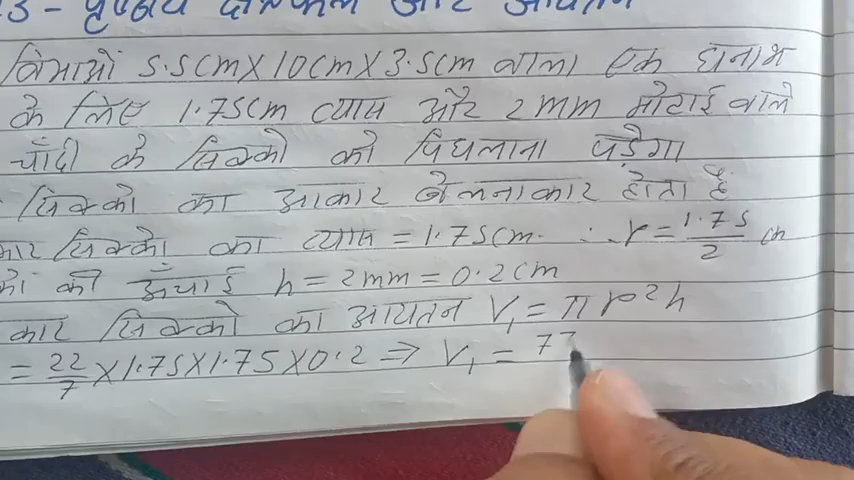 3 - पृष्ठीय क्षेत्रफल और आयतन
विमाओं 5.5cm×10cm×3.5cm वाला एक घनाभ
के लिए 1.75cm व्यास और 2mm मोटाई वाले
चाँदी के सिक्को को पिघलाना पड़ेगा
सिक्को का आकार बेलनाकार होता है
कार सिक्को का व्यास = 1.75cm. ∴ r = 1.75/2 cm
की ऊँचाई h = 2mm = 0.2cm
कार सिक्को का आयतन V₁ = πr²h
= 22/7 ×1.75×1.75×0.2 ⇒ V₁ = 77